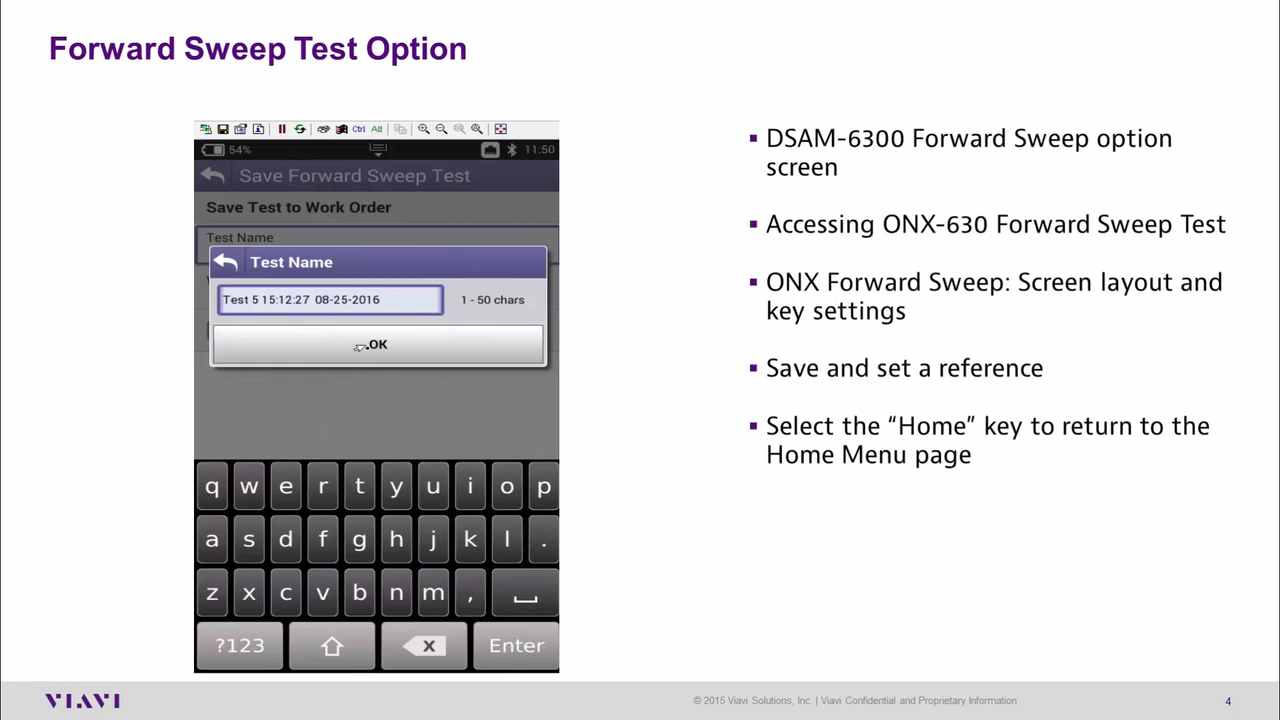 Forward Sweep Test Option
Ctrl Alt
54% 11:50
Save Forward Sweep Test
Save Test to Work Order
Test Name
Test Name
Test 5 15:12:27 08-25-2016 1 - 50 chars
OK
q w e r t y u i o p
a s d f g h j k l .
z x c v b n m ,
?123 Enter
▪ DSAM-6300 Forward Sweep option
screen
▪ Accessing ONX-630 Forward Sweep Test
▪ ONX Forward Sweep: Screen layout and
key settings
▪ Save and set a reference
▪ Select the “Home” key to return to the
Home Menu page
VIAVI
© 2015 Viavi Solutions, Inc. | Viavi Confidential and Proprietary Information
4